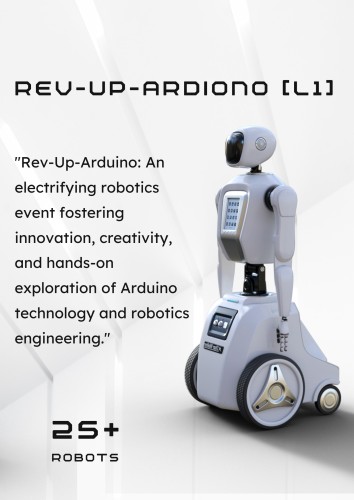 REV-UP-ARDIONO [L1]
"Rev-Up-Arduino: An
electrifying robotics
event fostering
innovation, creativity,
and hands-on
exploration of Arduino
technology and robotics
engineering."
25+
ROBOTS